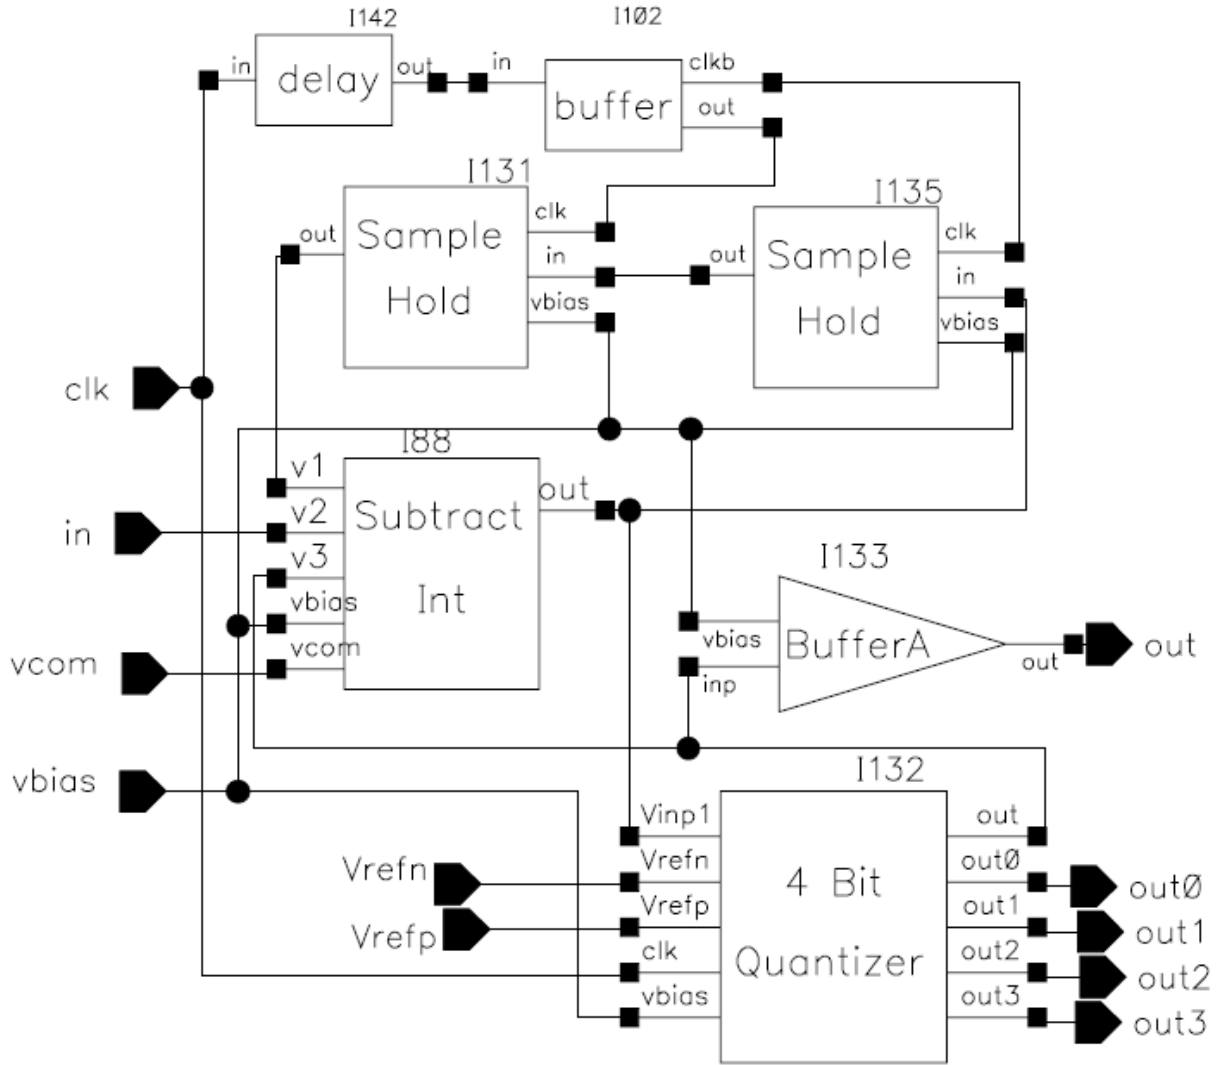 I142
I102
in
delay
out
in
buffer
clkb
out
I131
Sample
Hold
out
clk
in
vbias
I135
Sample
Hold
out
clk
in
vbias
clk
I88
v1
v2
v3
vbias
vcom
Subtract
Int
out
in
vcom
vbias
I133
BufferA
vbias
inp
out
out
I132
4 Bit
Quantizer
Vinp1
Vrefn
Vrefp
clk
vbias
out
out0
out1
out2
out3
Vrefn
Vrefp
out0
out1
out2
out3